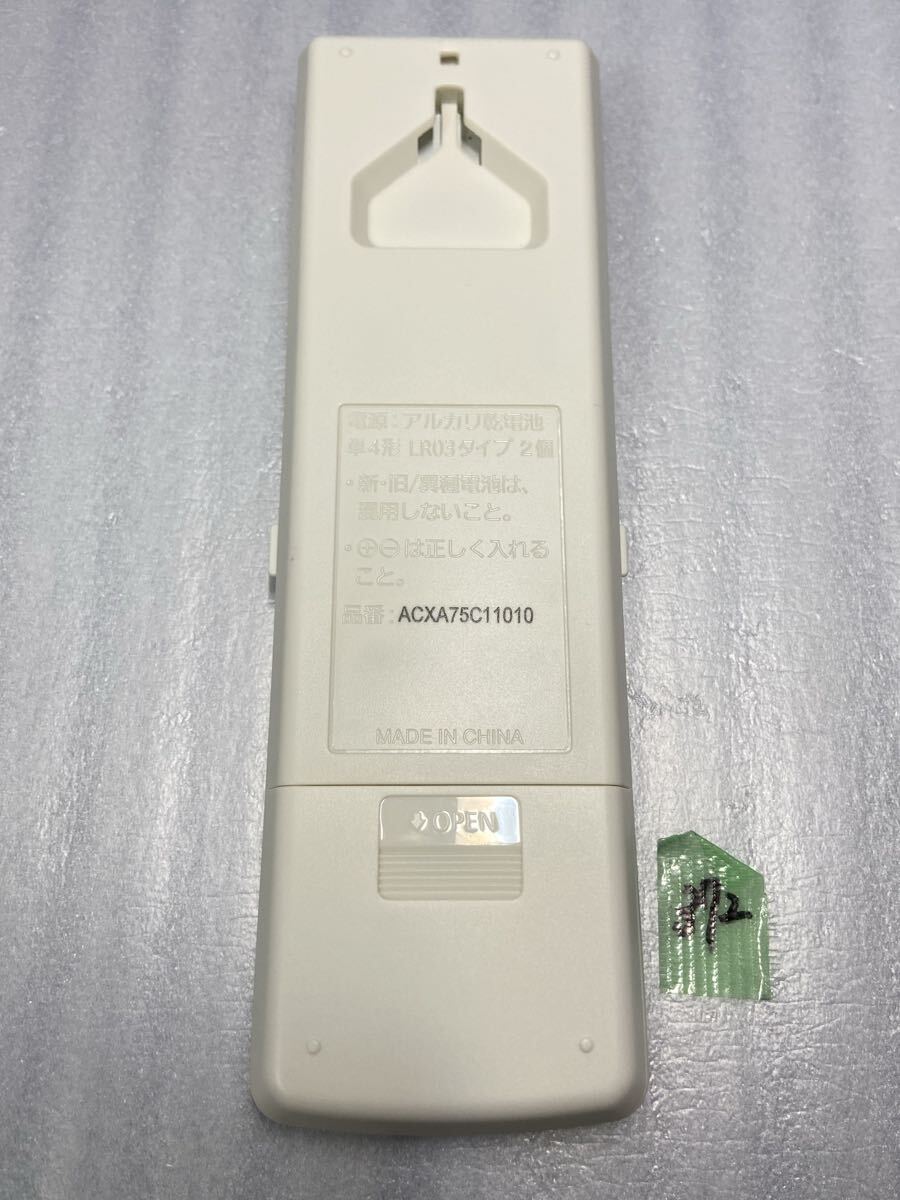 電源:アルカリ乾電池
単4形 LR03タイプ 2個
・新・旧/異種電池は、
混用しないこと。
・⊕⊖は正しく入れる
こと。
品番:ACXA75C11010
MADE IN CHINA
OPEN